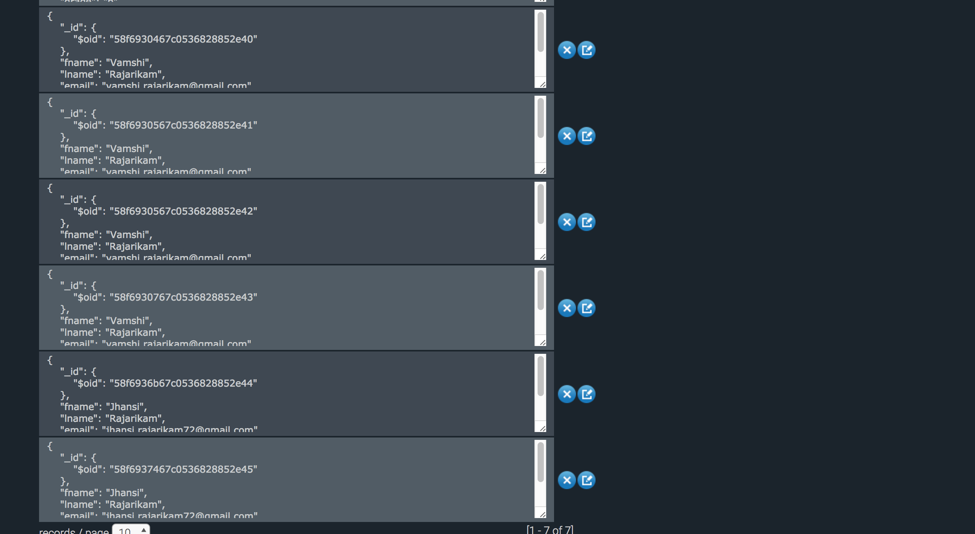 {
"_id": {
"$oid": "58f6930467c0536828852e40"
},
"fname": "Vamshi",
"lname": "Rajarikam",
"email": "vamshi.rajarikam@gmail.com"
{
"_id": {
"$oid": "58f6930567c0536828852e41"
},
"fname": "Vamshi",
"lname": "Rajarikam",
"email": "vamshi.rajarikam@gmail.com"
{
"_id": {
"$oid": "58f6930567c0536828852e42"
},
"fname": "Vamshi",
"lname": "Rajarikam",
"email": "vamshi.rajarikam@gmail.com"
{
"_id": {
"$oid": "58f6930767c0536828852e43"
},
"fname": "Vamshi",
"lname": "Rajarikam",
"email": "vamshi.rajarikam@gmail.com"
{
"_id": {
"$oid": "58f6936b67c0536828852e44"
},
"fname": "Jhansi",
"lname": "Rajarikam",
"email": "jhansi.rajarikam72@gmail.com"
{
"_id": {
"$oid": "58f6937467c0536828852e45"
},
"fname": "Jhansi",
"lname": "Rajarikam",
"email": "jhansi.rajarikam72@gmail.com"
records / page 10 [1 - 7 of 7]